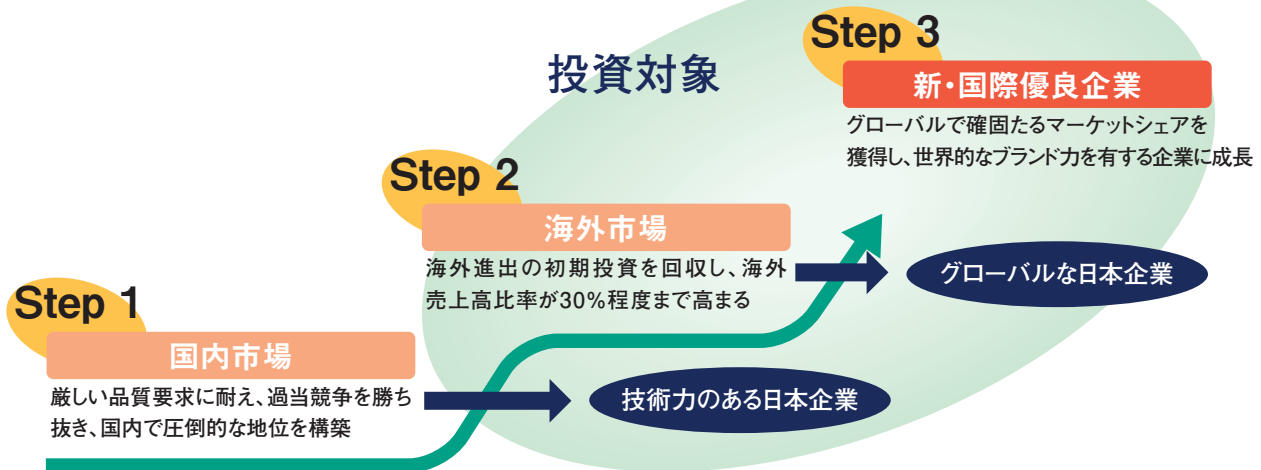 投資対象
Step 1
国内市場
厳しい品質要求に耐え、過当競争を勝ち
抜き、国内で圧倒的な地位を構築
技術力のある日本企業
Step 2
海外市場
海外進出の初期投資を回収し、海外
売上高比率が30%程度まで高まる
グローバルな日本企業
Step 3
新・国際優良企業
グローバルで確固たるマーケットシェアを
獲得し、世界的なブランド力を有する企業に成長